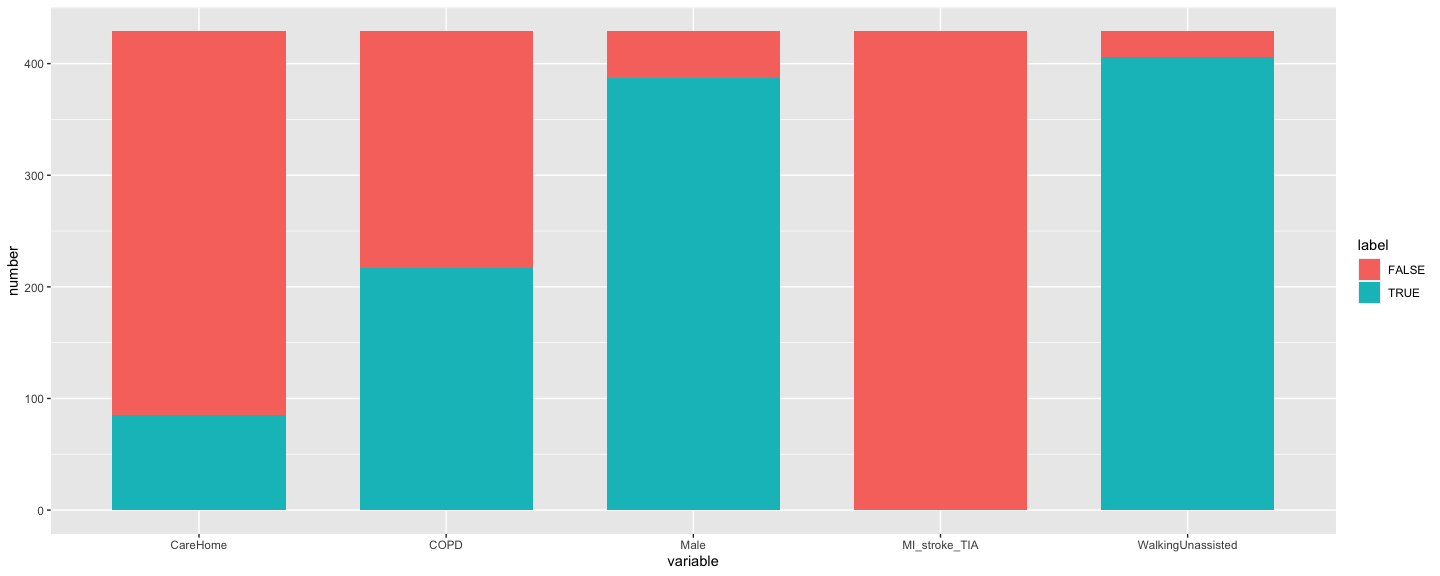 number
400
300
200
100
0
CareHome
COPD
Male
MI_stroke_TIA
WalkingUnassisted
variable
label
FALSE
TRUE